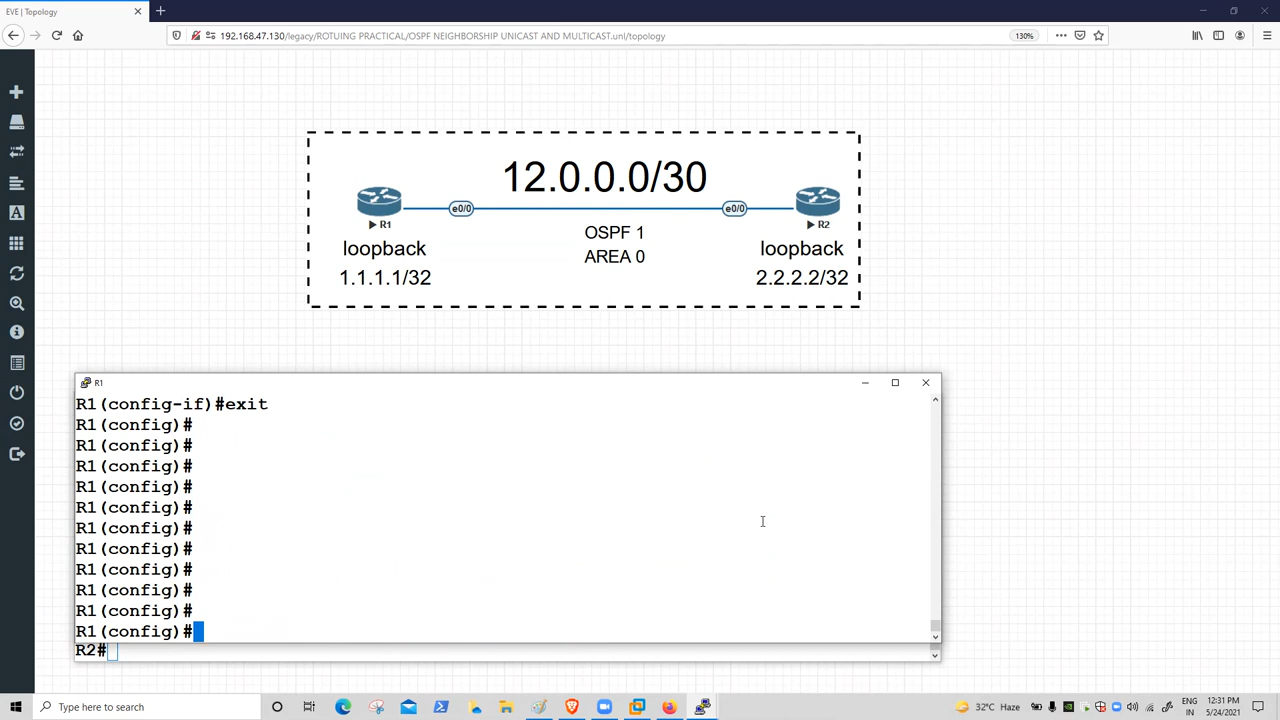 EVE | Topology
192.168.47.130/legacy/ROTUING PRACTICAL/OSPF NEIGHBORSHIP UNICAST AND MULTICAST.unl/topology
130%
12.0.0.0/30
e0/0
e0/0
R1
R2
OSPF 1
AREA 0
loopback
1.1.1.1/32
loopback
2.2.2.2/32
R1
R1(config-if)#exit
R1(config)#
R1(config)#
R1(config)#
R1(config)#
R1(config)#
R1(config)#
R1(config)#
R1(config)#
R1(config)#
R1(config)#
R1(config)#
R2#
Type here to search
32°C Haze
ENG
IN
12:31 PM
5/24/2021